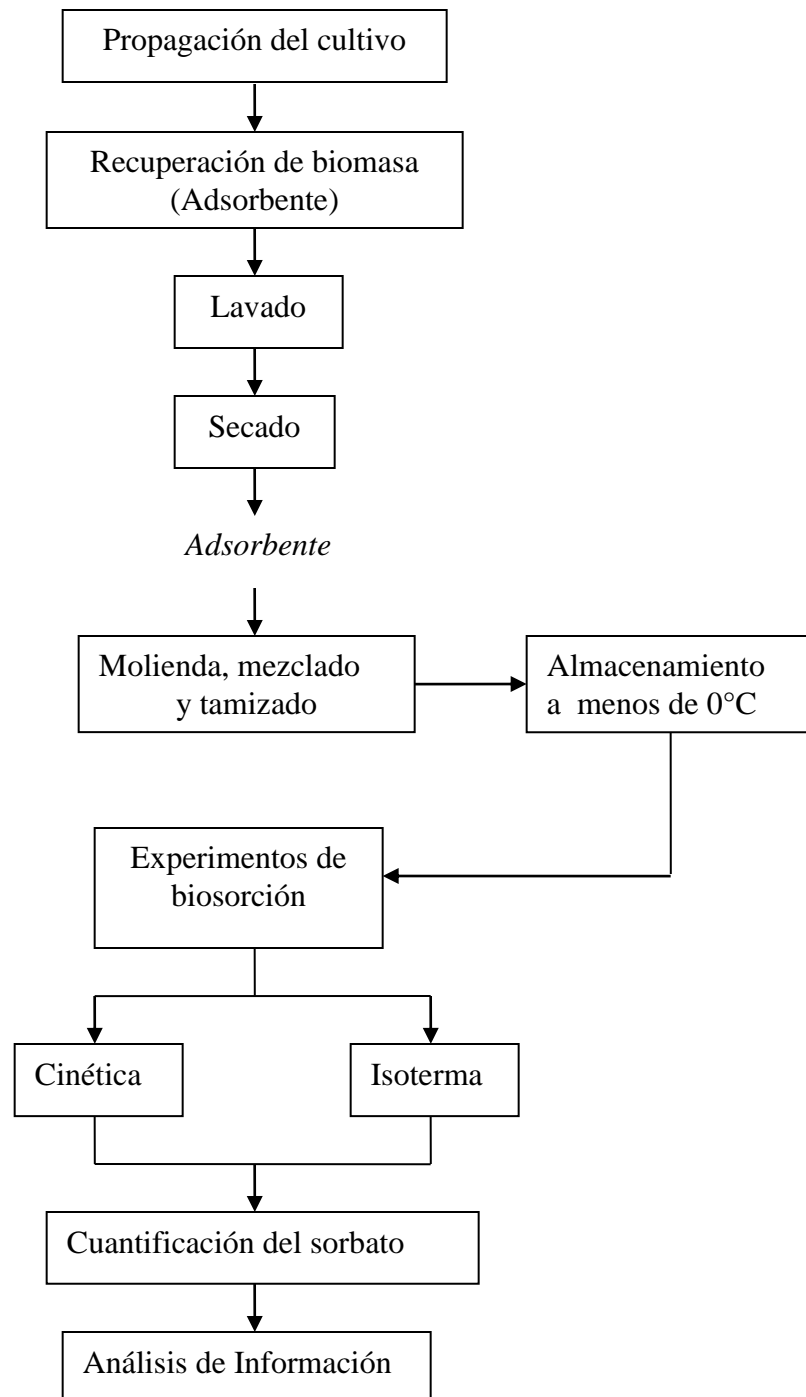 Propagación del cultivo
Recuperación de biomasa
(Adsorbente)
Lavado
Secado
Adsorbente
Molienda, mezclado
y tamizado
Almacenamiento
a menos de 0°C
Experimentos de
biosorción
Cinética
Isoterma
Cuantificación del sorbato
Análisis de Información